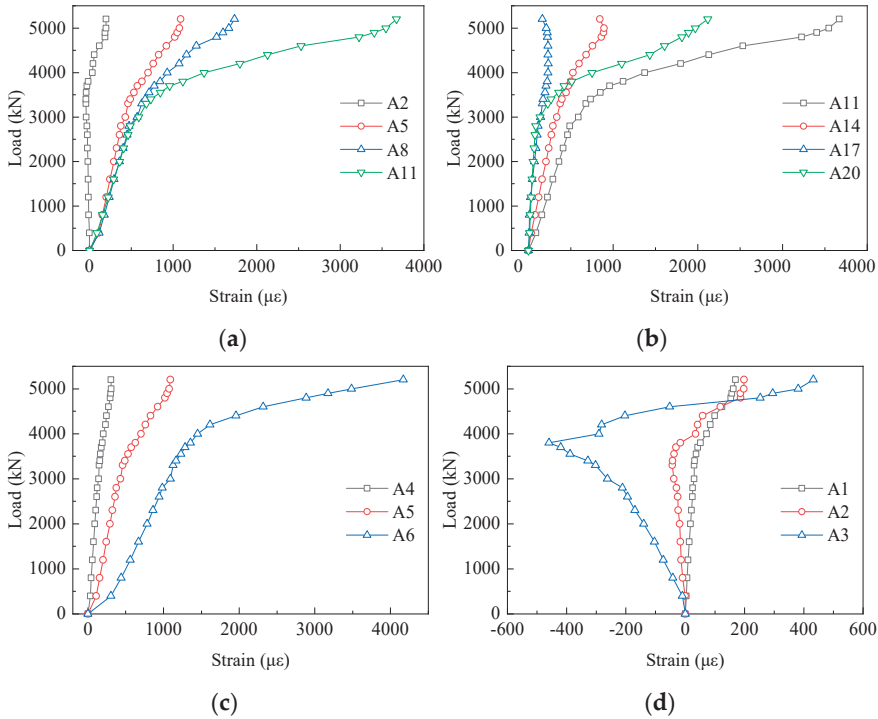 5000
4000
3000
2000
1000
0
Load (kN)
A2
A5
A8
A11
0 1000 2000 3000 4000
Strain (με)
(a)
5000
4000
3000
2000
1000
0
Load (kN)
A11
A14
A17
A20
0 1000 2000 3000 4000
Strain (με)
(b)
5000
4000
3000
2000
1000
0
Load (kN)
A4
A5
A6
0 1000 2000 3000 4000
Strain (με)
(c)
5000
4000
3000
2000
1000
0
Load (kN)
A1
A2
A3
-600 -400 -200 0 200 400 600
Strain (με)
(d)